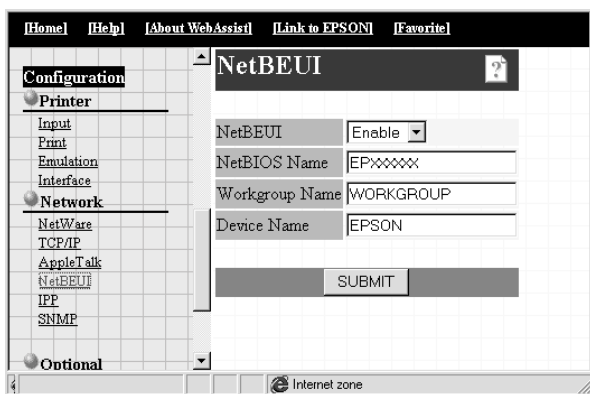 [Home] [Help] [About WebAssist] [Link to EPSON] [Favorite]
Configuration
Printer
Input
Print
Emulation
Interface
Network
NetWare
TCP/IP
AppleTalk
NetBEUI
IPP
SNMP
Optional
NetBEUI
?
NetBEUI Enable
NetBIOS Name EPXXXXXX
Workgroup Name WORKGROUP
Device Name EPSON
SUBMIT
Internet zone